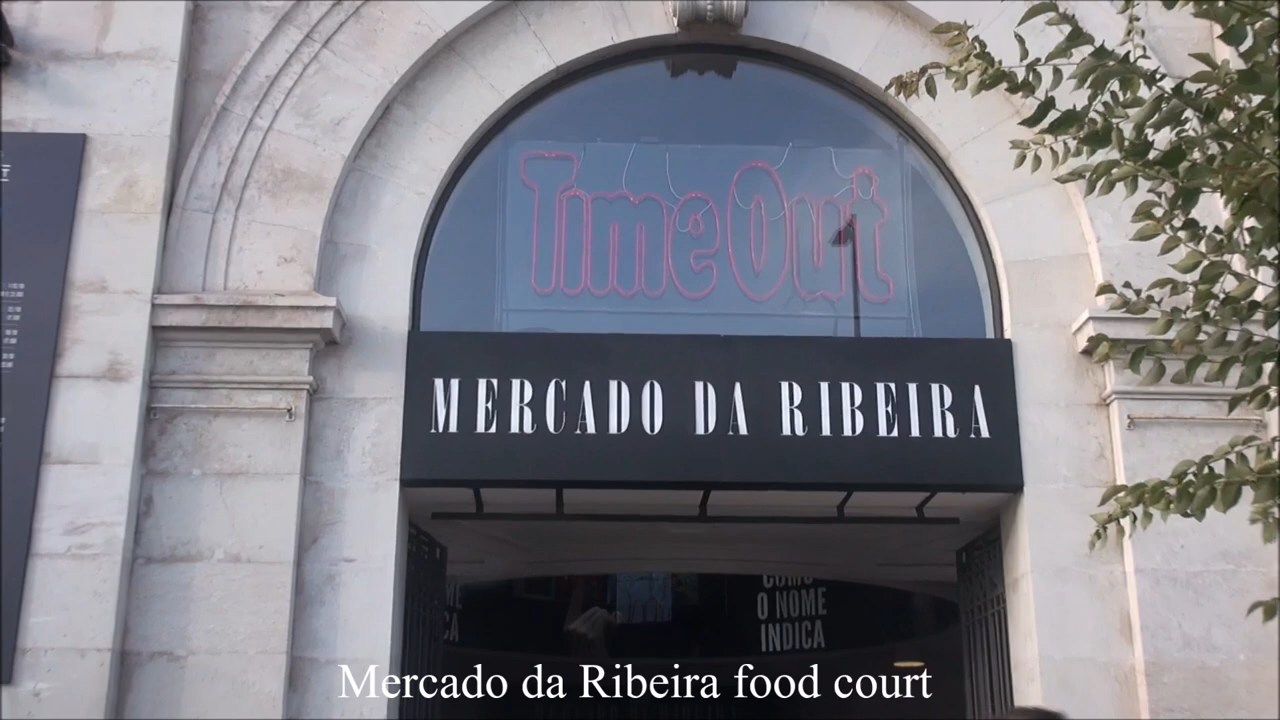 Time Out
MERCADO DA RIBEIRA
COMO
O NOME
INDICA
Mercado da Ribeira food court